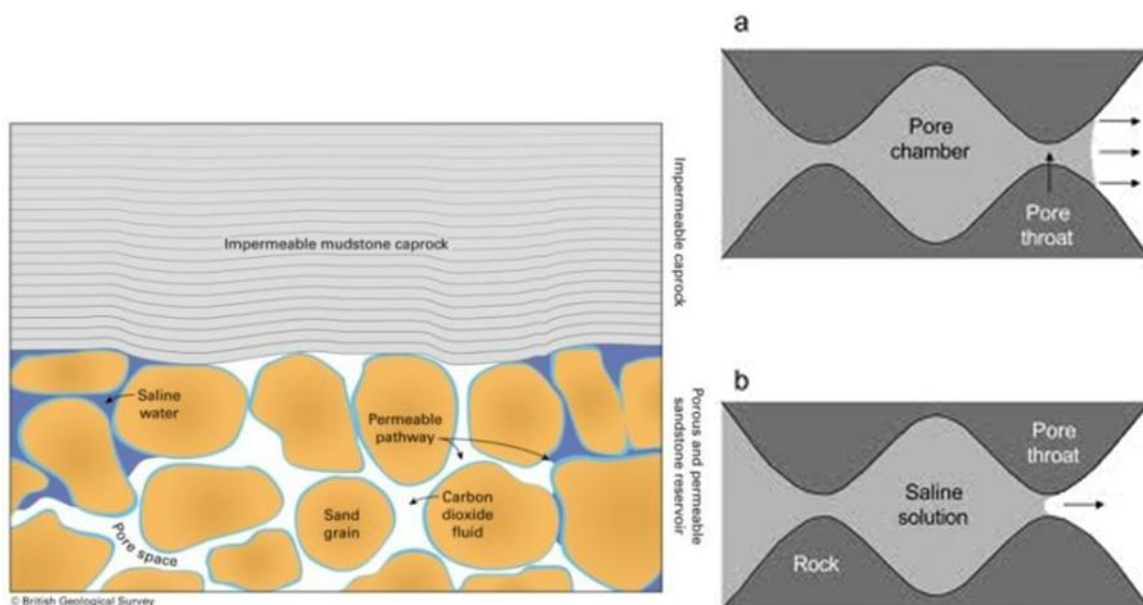 Impermeable mudstone caprock
Impermeable caprock
Saline
water
Permeable
pathway
Sand
grain
Carbon
dioxide
fluid
Pore space
Porous and permeable
sandstone reservoir
© British Geological Survey
a
Pore
chamber
Pore
throat
b
Pore
throat
Saline
solution
Rock